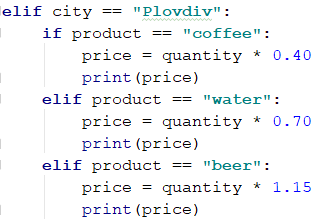 elif city == "Plovdiv":
    if product == "coffee":
        price = quantity * 0.40
        print(price)
    elif product == "water":
        price = quantity * 0.70
        print(price)
    elif product == "beer":
        price = quantity * 1.15
        print(price)